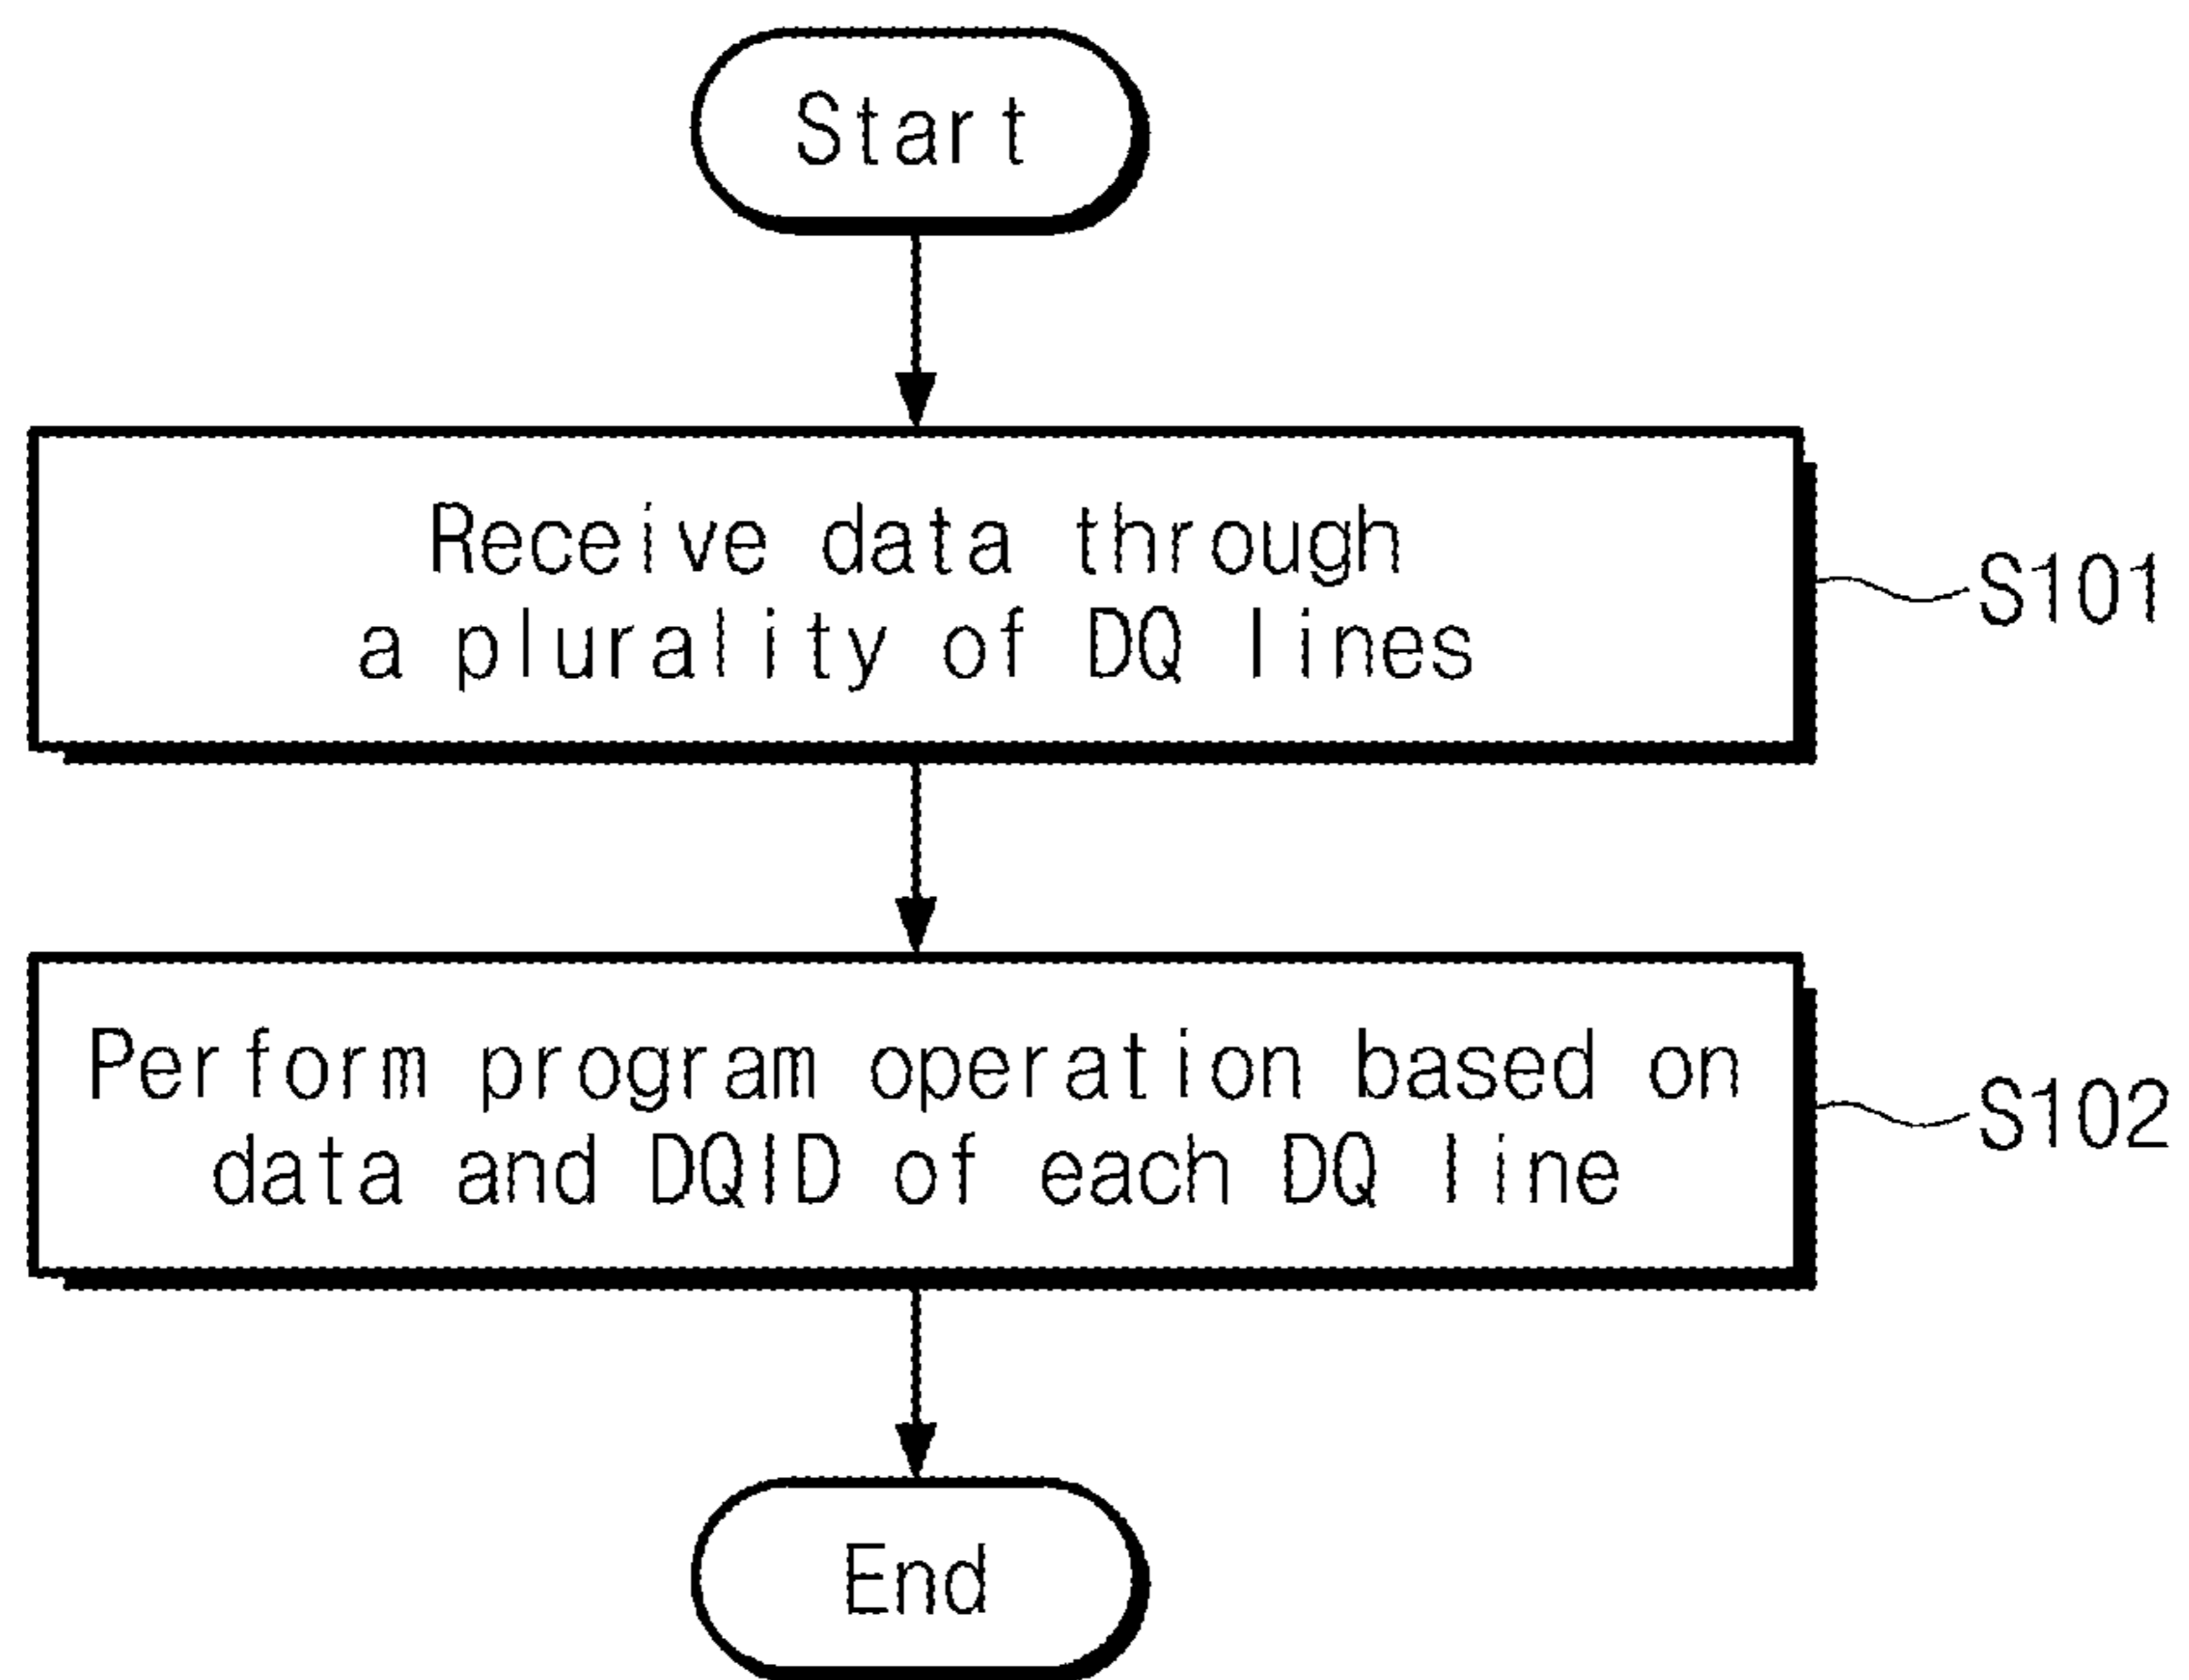 Start
Receive data through
a plurality of DQ lines
S101
Perform program operation based on
data and DQID of each DQ line
S102
End